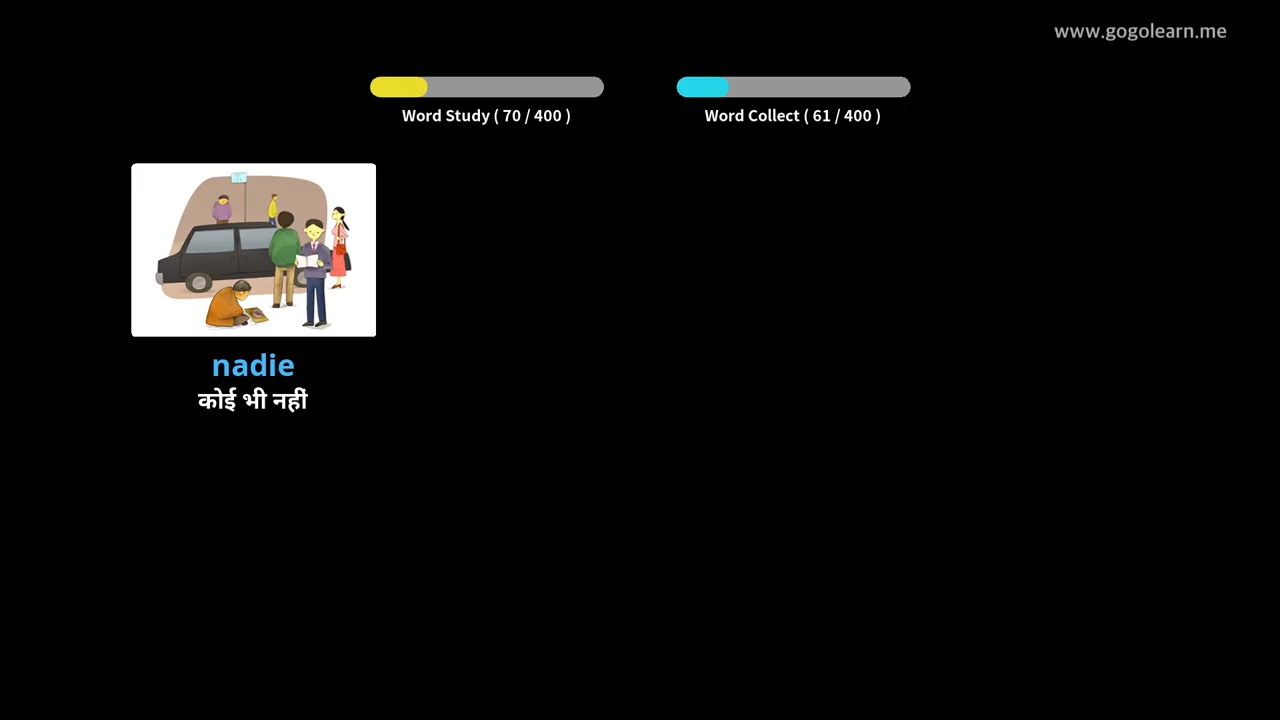 www.gogolearn.me
Word Study ( 70 / 400 )
Word Collect ( 61 / 400 )
nadie
कोई भी नहीं